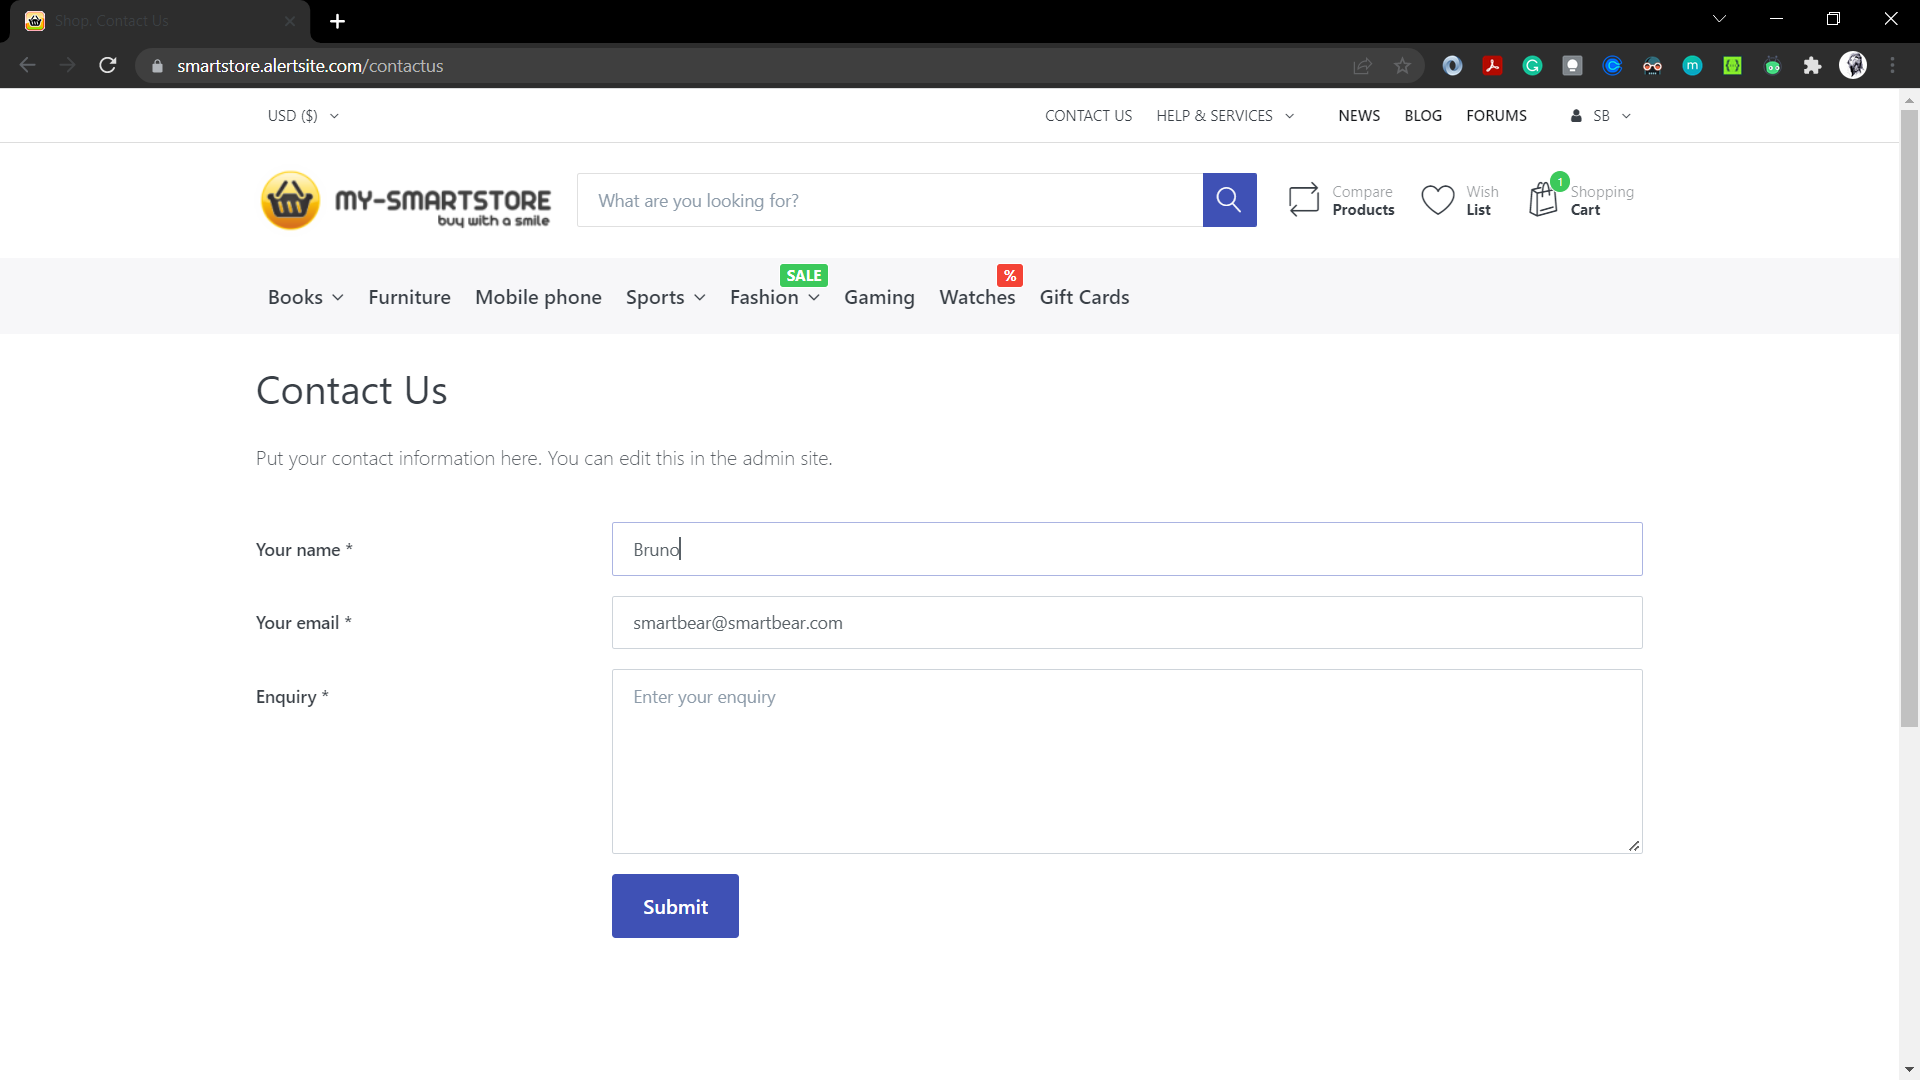 Shop. Contact Us
smartstore.alertsite.com/contactus
USD ($)
CONTACT US
HELP & SERVICES
NEWS
BLOG
FORUMS
SB
MY-SMARTSTORE
buy with a smile
What are you looking for?
Compare
Products
Wish
List
1
Shopping
Cart
SALE
%
Books
Furniture
Mobile phone
Sports
Fashion
Gaming
Watches
Gift Cards
Contact Us
Put your contact information here. You can edit this in the admin site.
Your name *
Bruno
Your email *
smartbear@smartbear.com
Enquiry *
Enter your enquiry
Submit